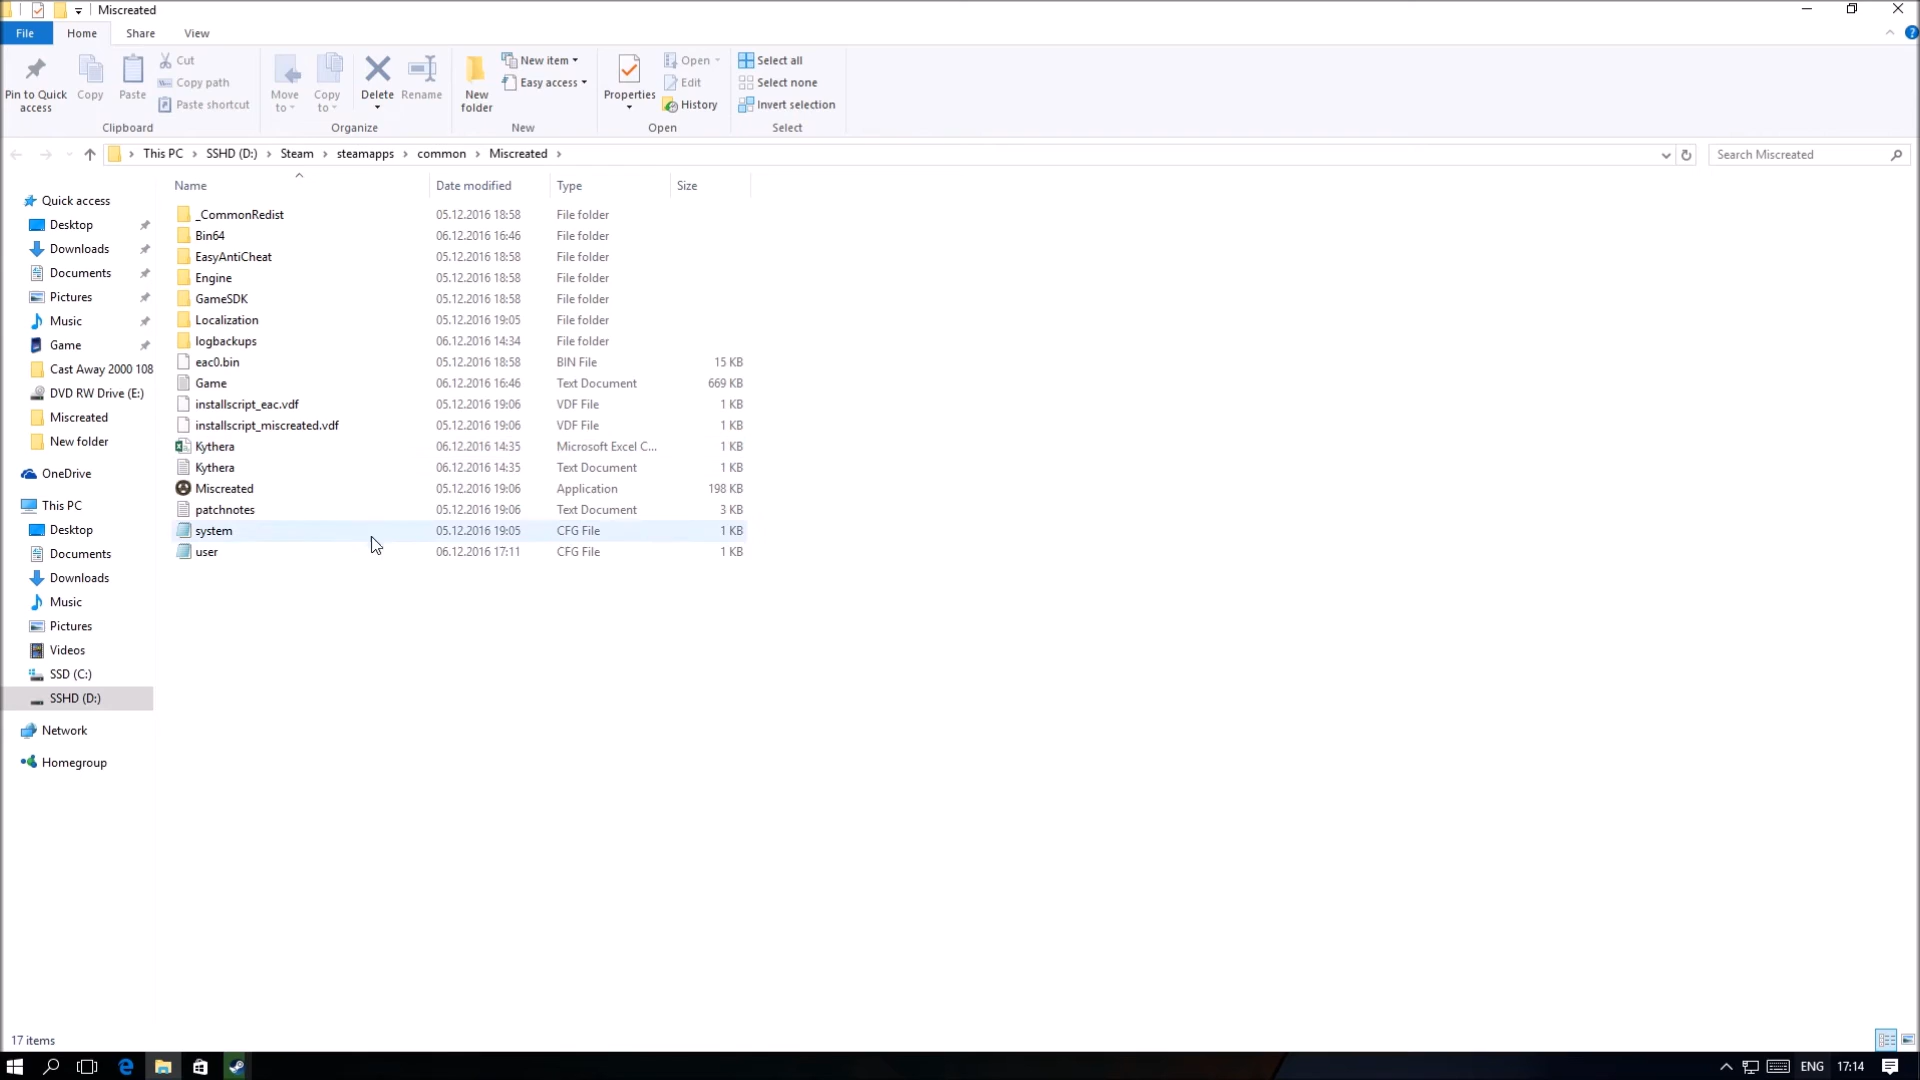 Miscreated
File Home Share View
Pin to Quick access
Copy
Paste
Cut
Copy path
Paste shortcut
Clipboard
Move to
Copy to
Delete
Rename
Organize
New folder
New item
Easy access
New
Properties
Open
Edit
History
Open
Select all
Select none
Invert selection
Select
This PC SSHD (D:) Steam steamapps common Miscreated
Search Miscreated
Quick access
Desktop
Downloads
Documents
Pictures
Music
Game
Cast Away 2000 108
DVD RW Drive (E:)
Miscreated
New folder
OneDrive
This PC
Desktop
Documents
Downloads
Music
Pictures
Videos
SSD (C:)
SSHD (D:)
Network
Homegroup
Name Date modified Type Size
_CommonRedist 05.12.2016 18:58 File folder
Bin64 06.12.2016 16:46 File folder
EasyAntiCheat 05.12.2016 18:58 File folder
Engine 05.12.2016 18:58 File folder
GameSDK 05.12.2016 18:58 File folder
Localization 05.12.2016 19:05 File folder
logbackups 06.12.2016 14:34 File folder
eac0.bin 05.12.2016 18:58 BIN File 15 KB
Game 06.12.2016 16:46 Text Document 669 KB
installscript_eac.vdf 05.12.2016 19:06 VDF File 1 KB
installscript_miscreated.vdf 05.12.2016 19:06 VDF File 1 KB
Kythera 06.12.2016 14:35 Microsoft Excel C... 1 KB
Kythera 06.12.2016 14:35 Text Document 1 KB
Miscreated 05.12.2016 19:06 Application 198 KB
patchnotes 05.12.2016 19:06 Text Document 3 KB
system 05.12.2016 19:05 CFG File 1 KB
user 06.12.2016 17:11 CFG File 1 KB
17 items
ENG 17:14